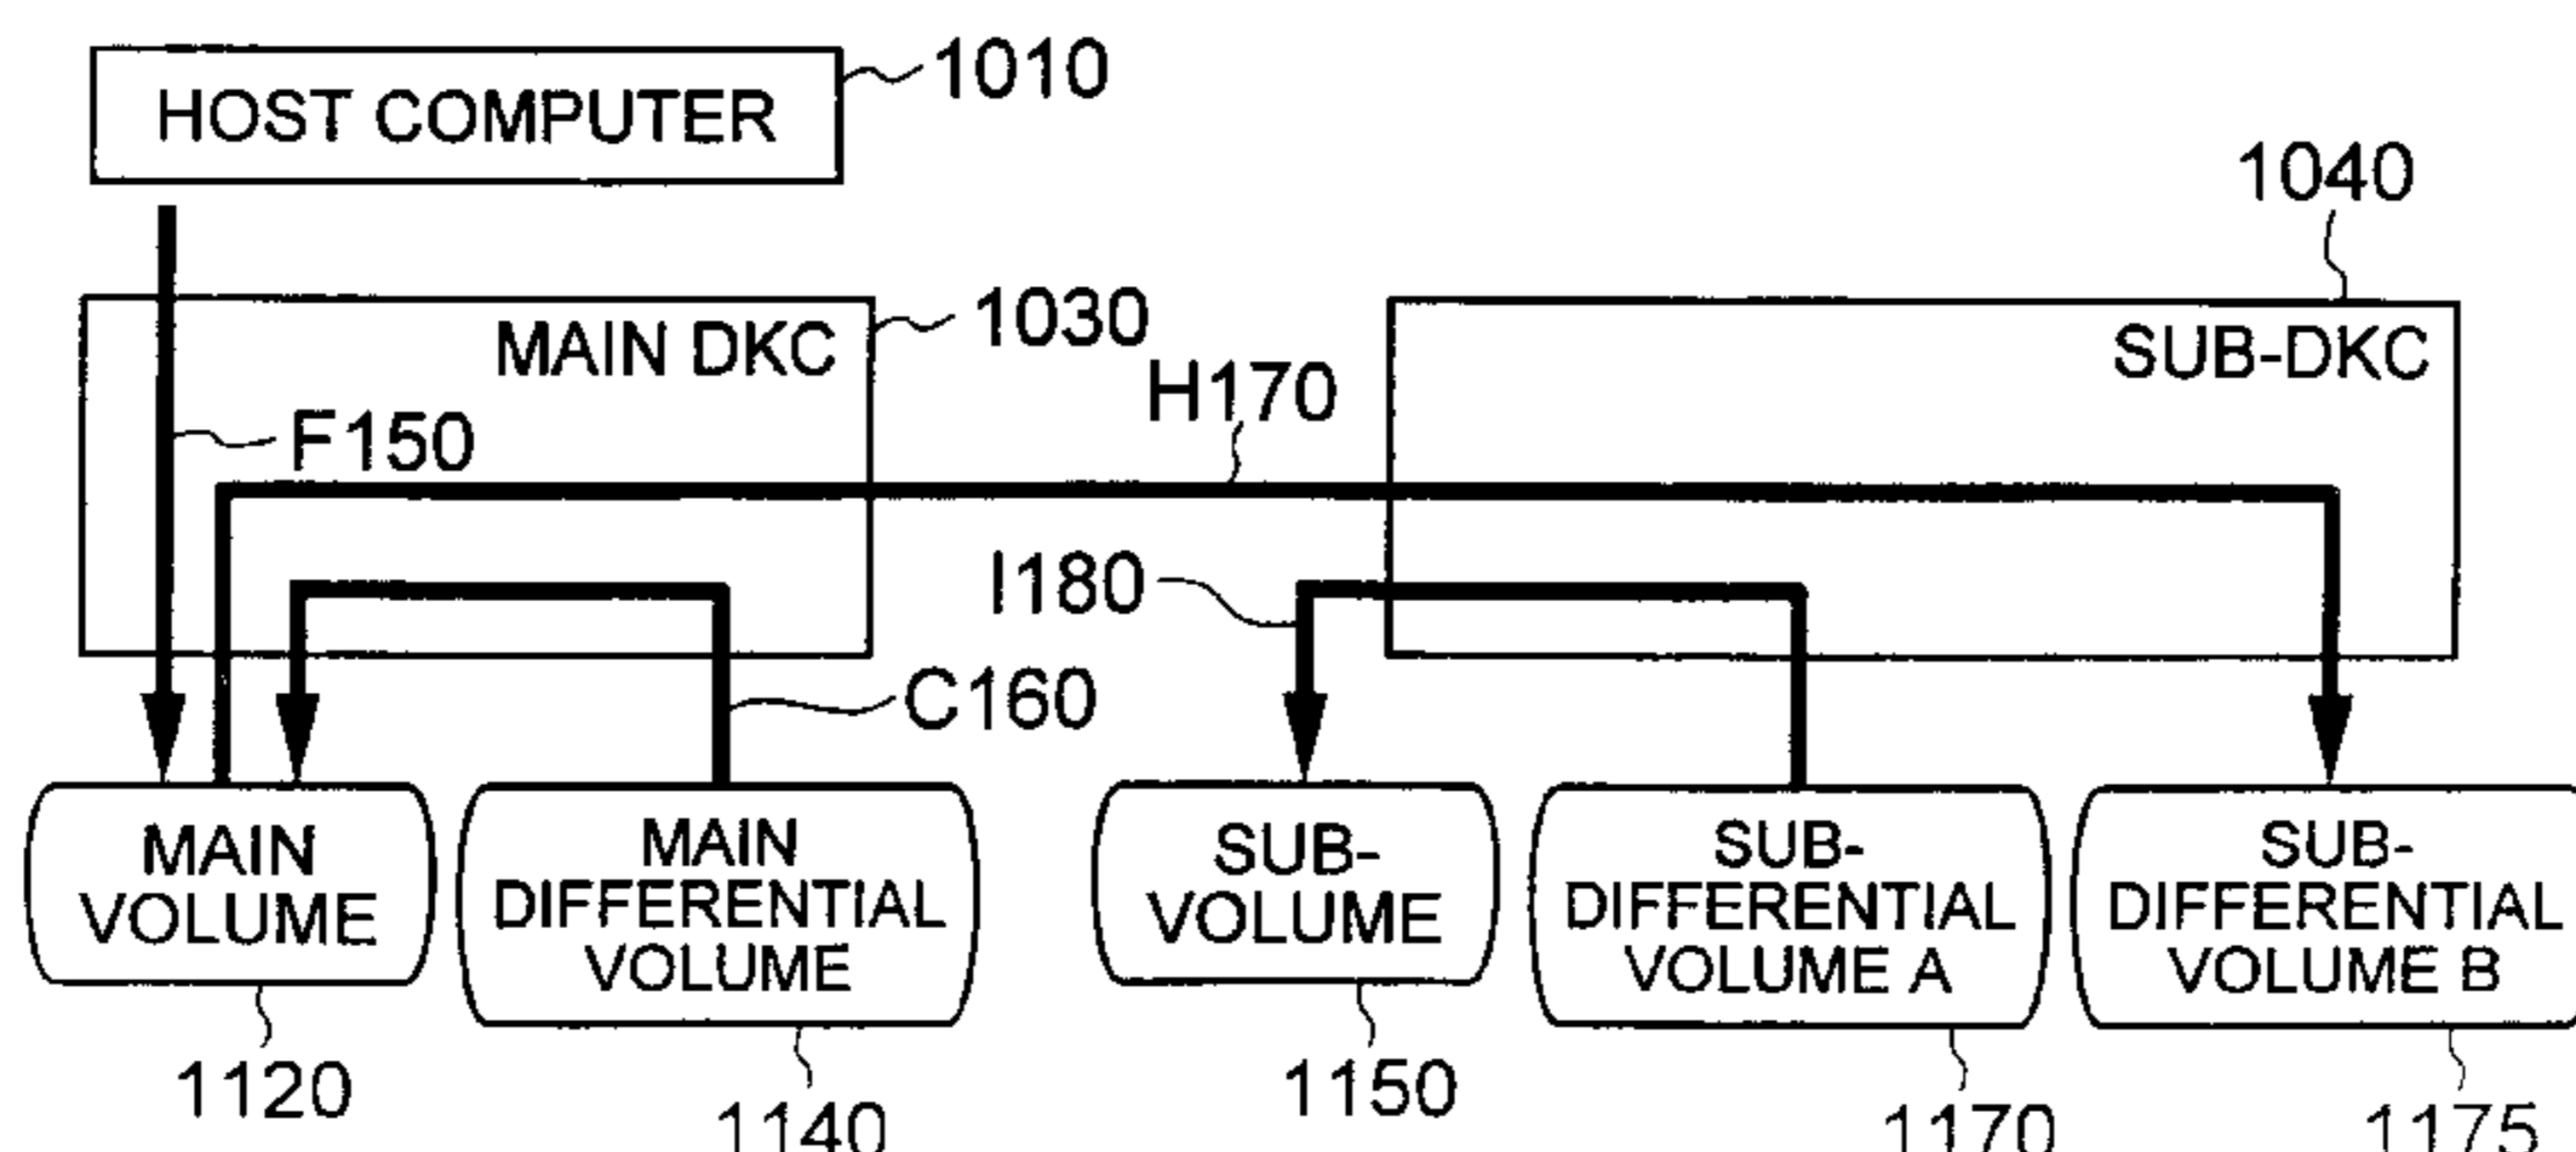 HOST COMPUTER
1010
1040
MAIN DKC
1030
SUB-DKC
H170
F150
I180
C160
MAIN
VOLUME
MAIN
DIFFERENTIAL
VOLUME
SUB-
VOLUME
SUB-
DIFFERENTIAL
VOLUME A
SUB-
DIFFERENTIAL
VOLUME B
1120
1140
1150
1170
1175